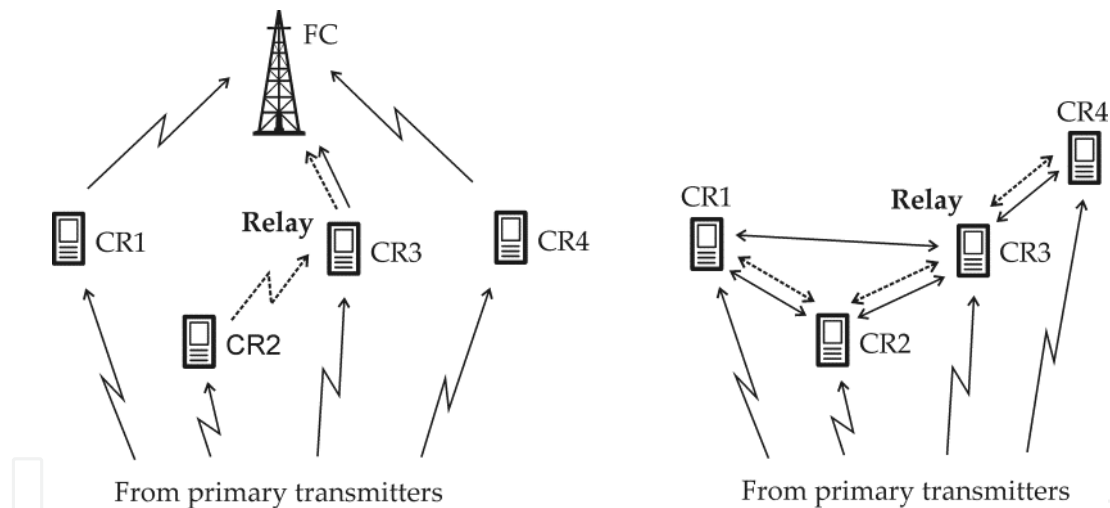 FC
CR4
CR1
Relay
Relay
CR1
CR3
CR4
CR3
CR2
CR2
From primary transmitters
From primary transmitters